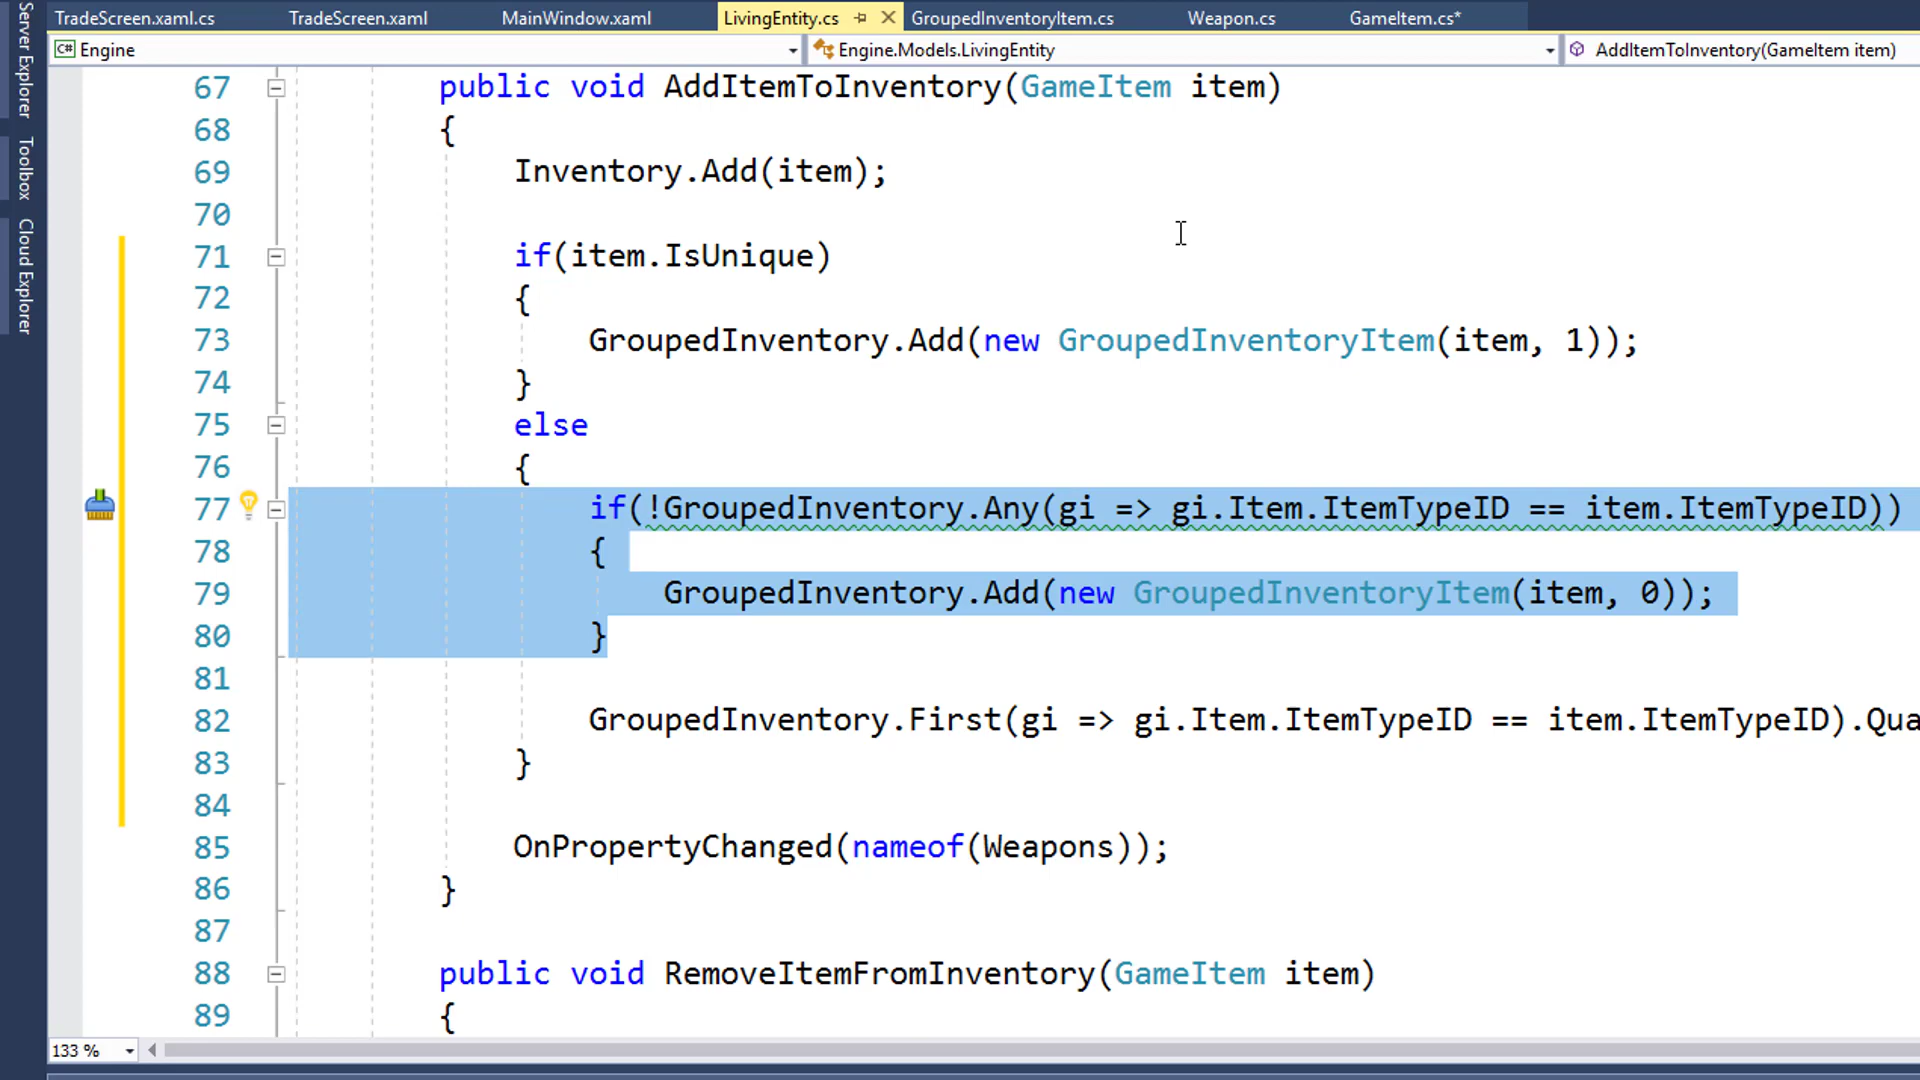 TradeScreen.xaml.cs TradeScreen.xaml MainWindow.xaml LivingEntity.cs GroupedInventoryItem.cs Weapon.cs GameItem.cs*
C# Engine Engine.Models.LivingEntity AddItemToInventory(GameItem item)
Server Explorer
Toolbox
Cloud Explorer
67 public void AddItemToInventory(GameItem item)
68 {
69 Inventory.Add(item);
70
71 if(item.IsUnique)
72 {
73 GroupedInventory.Add(new GroupedInventoryItem(item, 1));
74 }
75 else
76 {
77 if(!GroupedInventory.Any(gi => gi.Item.ItemTypeID == item.ItemTypeID))
78 {
79 GroupedInventory.Add(new GroupedInventoryItem(item, 0));
80 }
81
82 GroupedInventory.First(gi => gi.Item.ItemTypeID == item.ItemTypeID).Qua
83 }
84
85 OnPropertyChanged(nameof(Weapons));
86 }
87
88 public void RemoveItemFromInventory(GameItem item)
89 {
133 %